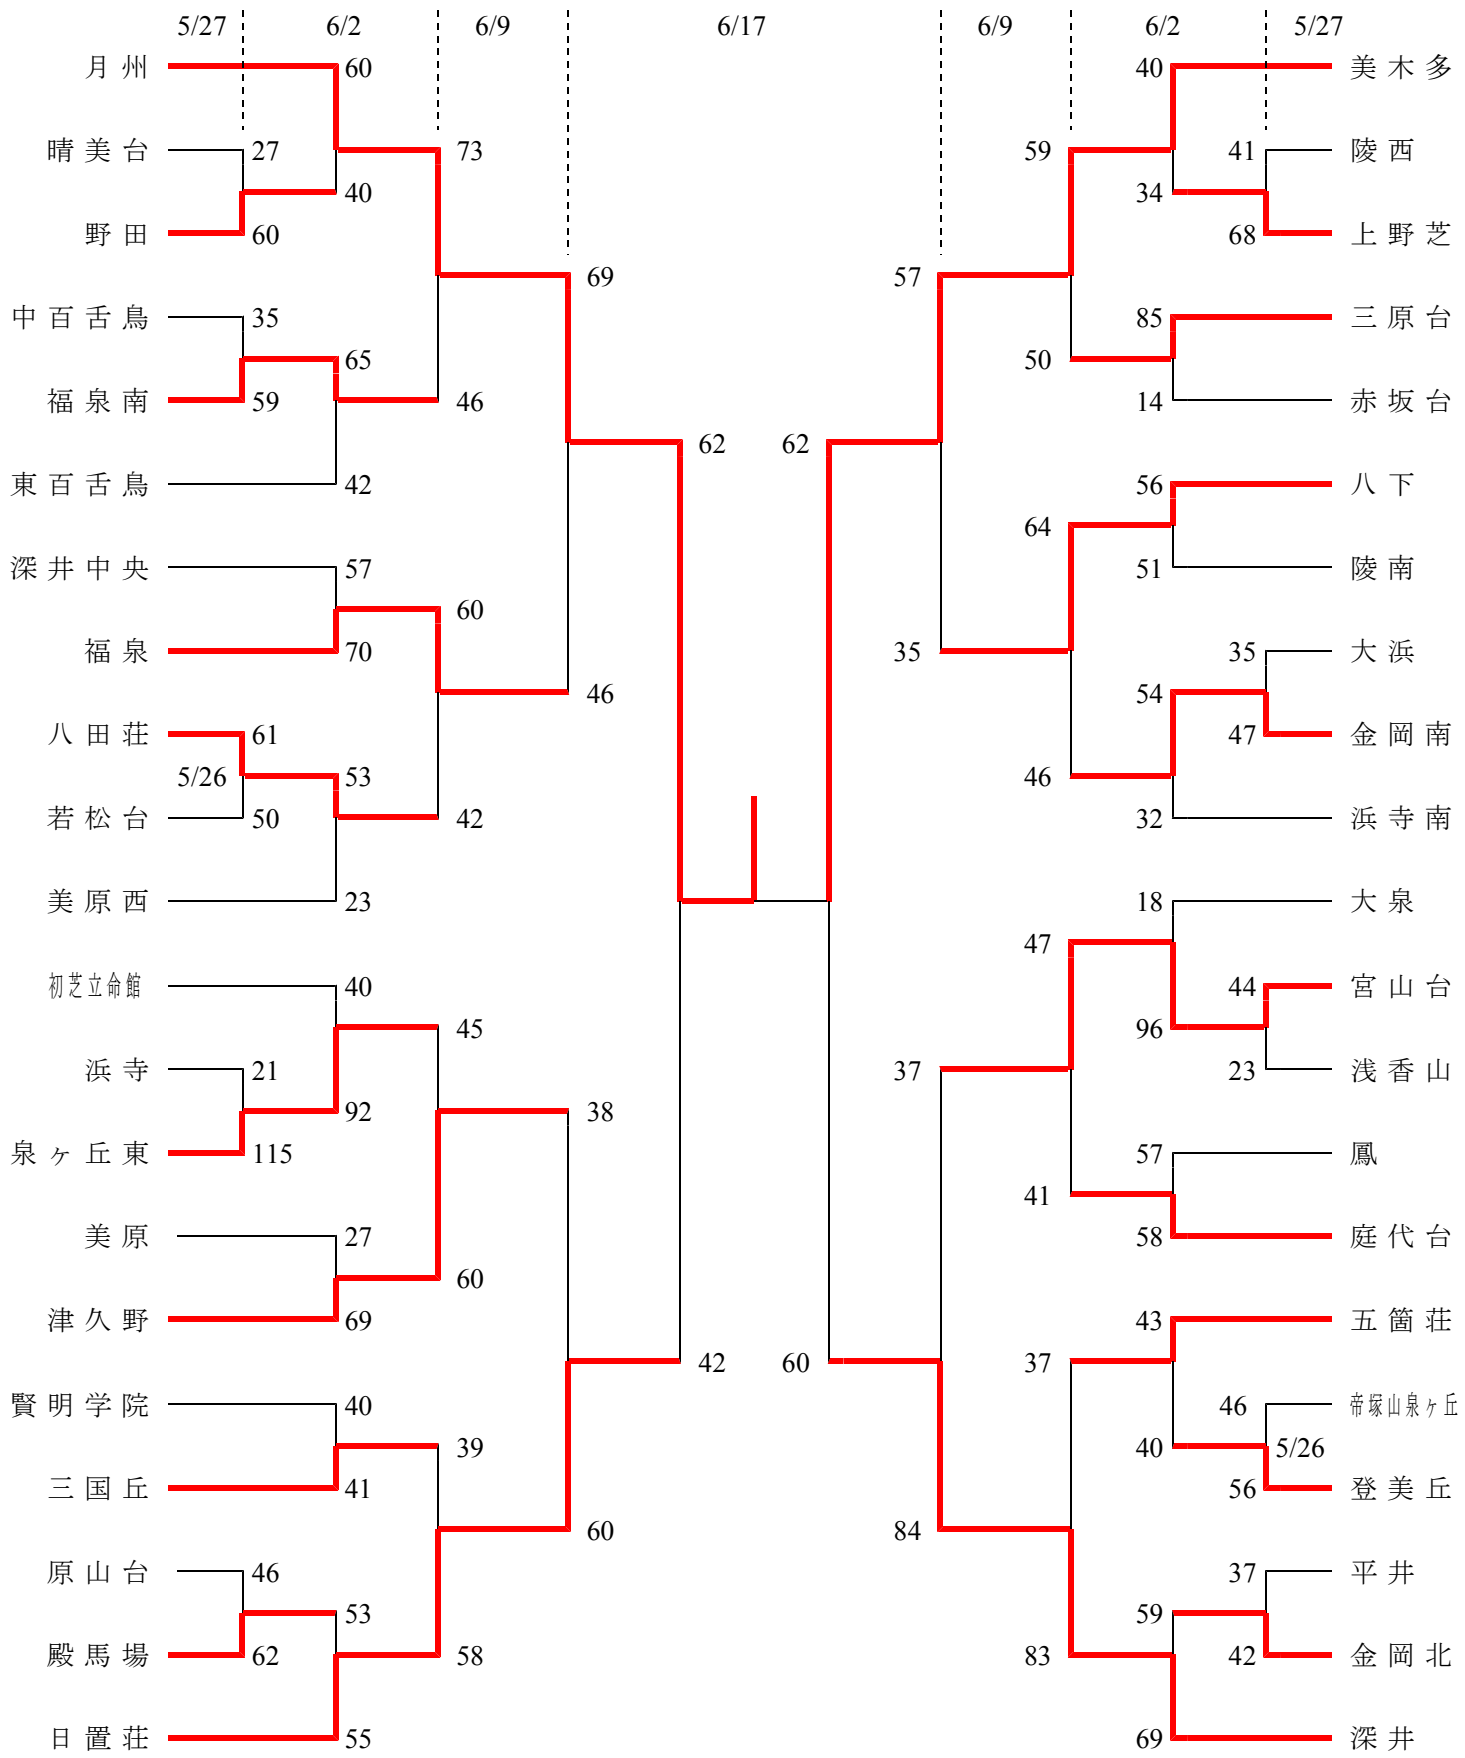 5/27 6/2 6/9 6/17 6/9 6/2 5/27
月州 60 40 美木多
晴美台 27 73 59 41 陵西
40 34
野田 60 68 上野芝
69 57
中百舌鳥 35 85 三原台
65 50
福泉南 59 46 14 赤坂台
62 62
東百舌鳥 42 56 八下
64
深井中央 57 51 陵南
60
福泉 70 35 35 大浜
46 54
八田荘 61 47 金岡南
5/26 53 46
若松台 50 42 32 浜寺南
美原西 23 18 大泉
47
初芝立命館 40 44 宮山台
45 96
浜寺 21 37 23 浅香山
92 38
泉ヶ丘東 115 57 鳳
41
美原 27 58 庭代台
60
津久野 69 43 五箇荘
42 60 37
賢明学院 40 46 帝塚山泉ヶ丘
39 40 5/26
三国丘 41 56 登美丘
60 84
原山台 46 37 平井
53 59
殿馬場 62 58 83 42 金岡北
日置荘 55 69 深井